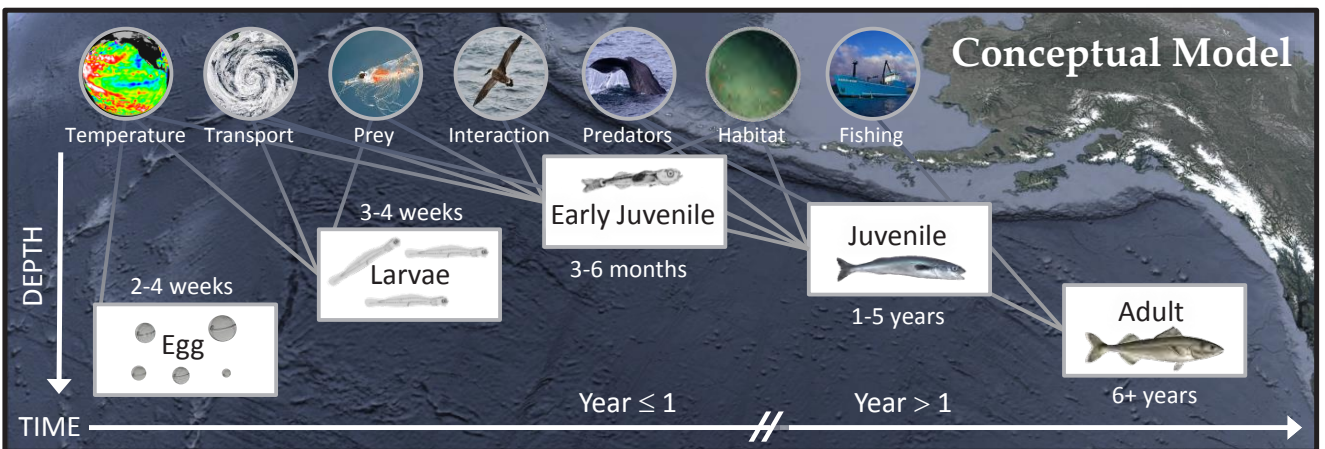 Conceptual Model
Temperature Transport Prey Interaction Predators Habitat Fishing
DEPTH
2-4 weeks
Egg
3-4 weeks
Larvae
Early Juvenile
3-6 months
Juvenile
1-5 years
Adult
6+ years
Year ≤ 1
Year > 1
TIME